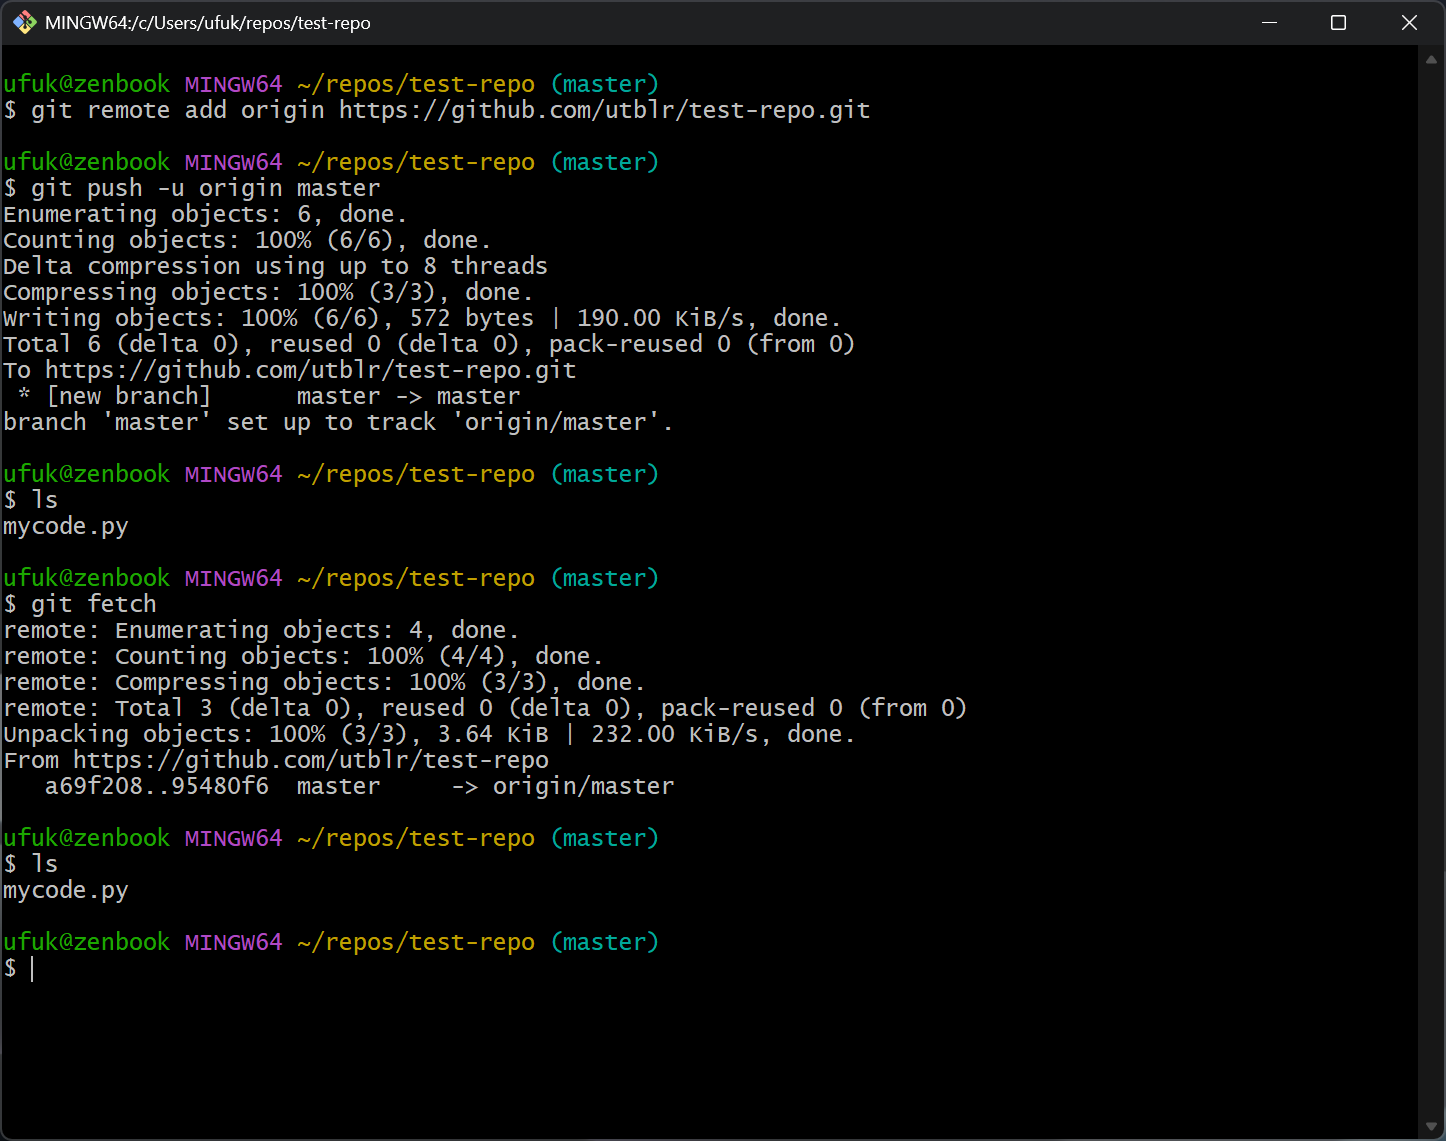 MINGW64:/c/Users/ufuk/repos/test-repo
ufuk@zenbook MINGW64 ~/repos/test-repo (master)
$ git remote add origin https://github.com/utblr/test-repo.git
ufuk@zenbook MINGW64 ~/repos/test-repo (master)
$ git push -u origin master
Enumerating objects: 6, done.
Counting objects: 100% (6/6), done.
Delta compression using up to 8 threads
Compressing objects: 100% (3/3), done.
Writing objects: 100% (6/6), 572 bytes | 190.00 KiB/s, done.
Total 6 (delta 0), reused 0 (delta 0), pack-reused 0 (from 0)
To https://github.com/utblr/test-repo.git
 * [new branch]      master -> master
branch 'master' set up to track 'origin/master'.
ufuk@zenbook MINGW64 ~/repos/test-repo (master)
$ ls
mycode.py
ufuk@zenbook MINGW64 ~/repos/test-repo (master)
$ git fetch
remote: Enumerating objects: 4, done.
remote: Counting objects: 100% (4/4), done.
remote: Compressing objects: 100% (3/3), done.
remote: Total 3 (delta 0), reused 0 (delta 0), pack-reused 0 (from 0)
Unpacking objects: 100% (3/3), 3.64 KiB | 232.00 KiB/s, done.
From https://github.com/utblr/test-repo
   a69f208..95480f6  master     -> origin/master
ufuk@zenbook MINGW64 ~/repos/test-repo (master)
$ ls
mycode.py
ufuk@zenbook MINGW64 ~/repos/test-repo (master)
$